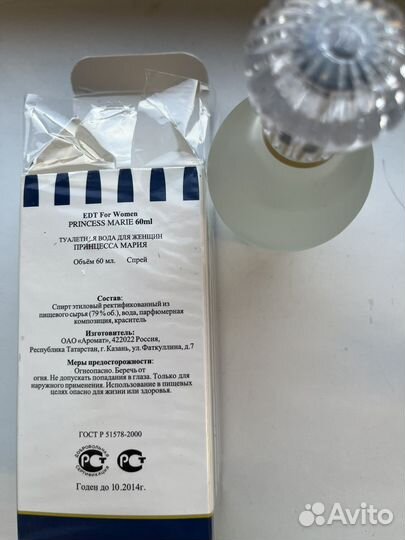 EDT For Women
PRINCESS MARIE 60ml
ТУАЛЕТНАЯ ВОДА ДЛЯ ЖЕНЩИН
ПРИНЦЕССА МАРИЯ
Объём 60 мл. Спрей
Состав:
Спирт этиловый ректификованный из
пищевого сырья (79 % об.), вода, парфюмерная
композиция, краситель
Изготовитель:
ОАО «Аромат», 422022 Россия,
Республика Татарстан, г. Казань, ул.Фаткуллина, д.7
Меры предосторожности:
Огнеопасно. Беречь от
огня. Не допускать попадания в глаза. Только для
наружного применения. Использование в пищевых
целях опасно для жизни или здоровья.
ГОСТ Р 51578-2000
ДОБРОВОЛЬНАЯ
СЕРТИФИКАЦИЯ
Годен до 10.2014г.
Avito